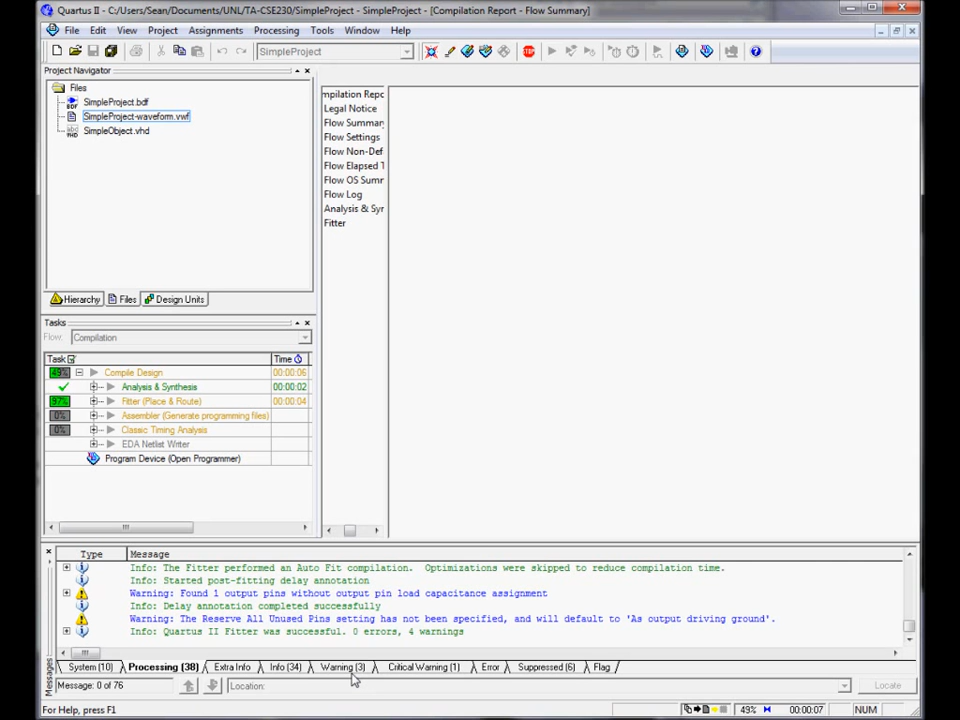 Quartus II - C:/Users/Sean/Documents/UNL/TA-CSE230/SimpleProject - SimpleProject - [Compilation Report - Flow Summary]
File Edit View Project Assignments Processing Tools Window Help
SimpleProject
Project Navigator
Files
SimpleProject.bdf
SimpleProject-waveform.vwf
SimpleObject.vhd
Hierarchy Files Design Units
mpilation Repc
Legal Notice
Flow Summar
Flow Settings
Flow Non-Def
Flow Elapsed T
Flow OS Summ
Flow Log
Analysis & Syr
Fitter
Tasks
Flow: Compilation
Task Time
49% Compile Design 00:00:06
Analysis & Synthesis 00:00:02
97% Fitter (Place & Route) 00:00:04
0% Assembler (Generate programming files)
0% Classic Timing Analysis
EDA Netlist Writer
Program Device (Open Programmer)
Type Message
Info: The Fitter performed an Auto Fit compilation. Optimizations were skipped to reduce compilation time.
Info: Started post-fitting delay annotation
Warning: Found 1 output pins without output pin load capacitance assignment
Info: Delay annotation completed successfully
Warning: The Reserve All Unused Pins setting has not been specified, and will default to 'As output driving ground'.
Info: Quartus II Fitter was successful. 0 errors, 4 warnings
System (10) Processing (38) Extra Info Info (34) Warning (3) Critical Warning (1) Error Suppressed (6) Flag
Messages
Message: 0 of 76 Location: Locate
For Help, press F1 49% 00:00:07 NUM